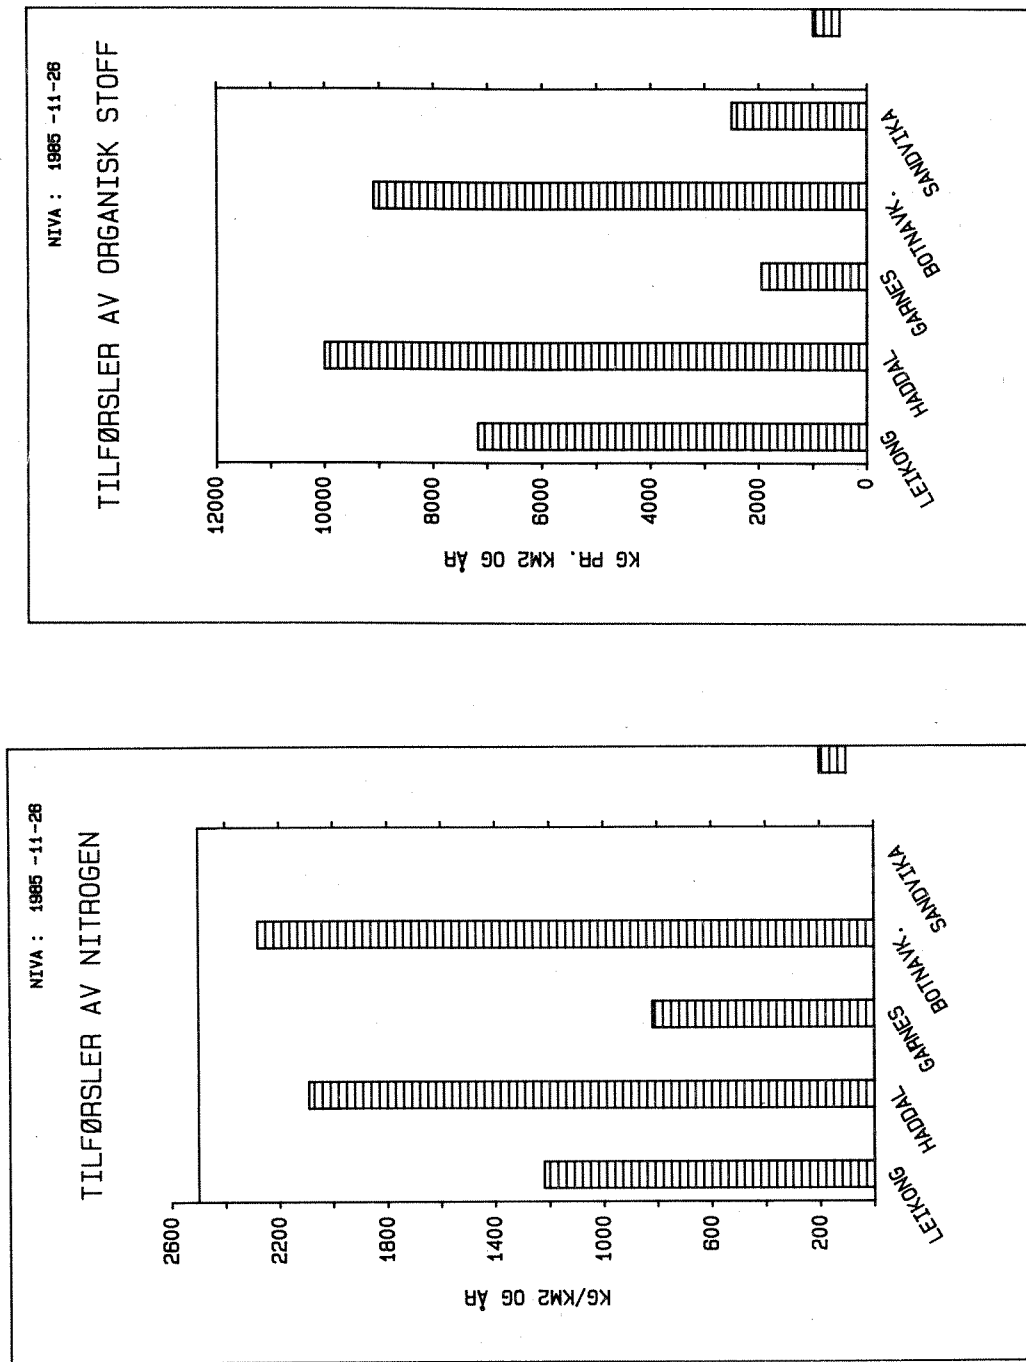 NIVA : 1985 -11-26
TILFØRSLER AV NITROGEN
KG/KM2 OG ÅR
2600
2200
1800
1400
1000
600
200
LEIKONG
HADDAL
GARNES
BOTNAVK.
SANDVIKA
NIVA : 1985 -11-26
TILFØRSLER AV ORGANISK STOFF
KG PR. KM2 OG ÅR
12000
10000
8000
6000
4000
2000
0
LEIKONG
HADDAL
GARNES
BOTNAVK.
SANDVIKA